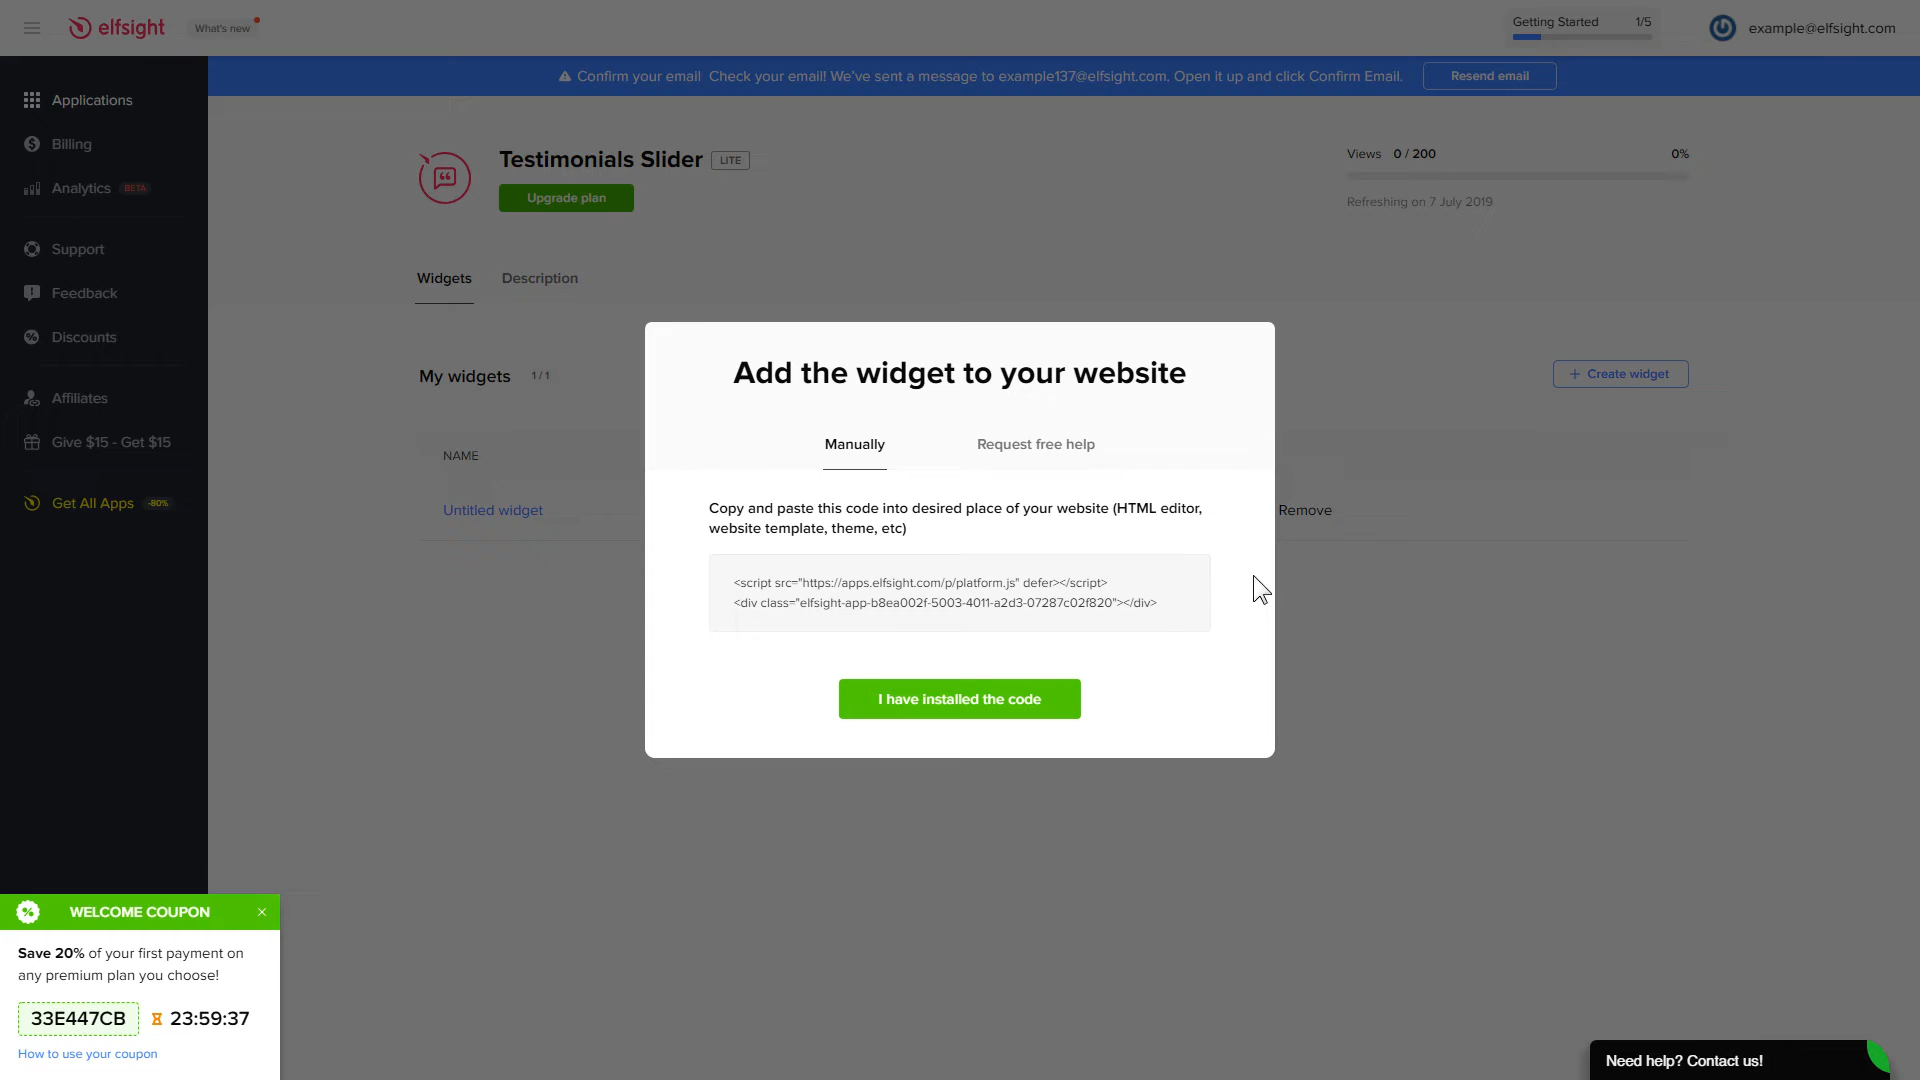 elfsight
What's new
Getting Started 1/5
example@elfsight.com
Confirm your email Check your email! We've sent a message to example137@elfsight.com. Open it up and click Confirm Email.
Resend email
Applications
Billing
Analytics BETA
Support
Feedback
Discounts
Affiliates
Give $15 - Get $15
Get All Apps -80%
Testimonials Slider LITE
Upgrade plan
Views 0 / 200 0%
Refreshing on 7 July 2019
Widgets Description
My widgets 1 / 1
+ Create widget
NAME
Untitled widget
Remove
Add the widget to your website
Manually Request free help
Copy and paste this code into desired place of your website (HTML editor,
website template, theme, etc)
<script src="https://apps.elfsight.com/p/platform.js" defer></script>
<div class="elfsight-app-b8ea002f-5003-4011-a2d3-07287c02f820"></div>
I have installed the code
WELCOME COUPON
Save 20% of your first payment on
any premium plan you choose!
33E447CB 23:59:37
How to use your coupon
Need help? Contact us!